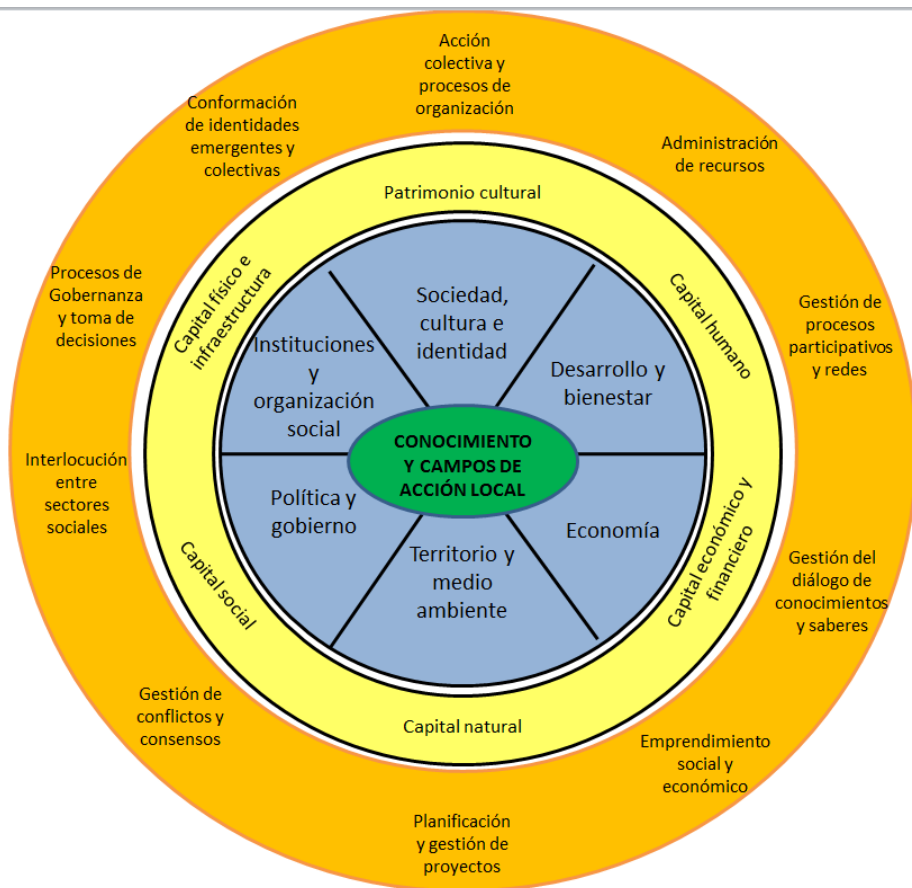 Acción
colectiva y
procesos de
organización
Conformación
de identidades
emergentes y
colectivas
Administración
de recursos
Patrimonio cultural
Procesos de
Gobernanza
y toma de
decisiones
Capital físico e
infraestructura
Sociedad,
cultura e
identidad
Capital humano
Gestión de
procesos
participativos
y redes
Instituciones
y
organización
social
Desarrollo y
bienestar
CONOCIMIENTO
Y CAMPOS DE
ACCIÓN LOCAL
Interlocución
entre
sectores
sociales
Política y
gobierno
Economía
Territorio y
medio
ambiente
Capital social
Capital económico y
financiero
Gestión del
diálogo de
conocimientos
y saberes
Gestión de
conflictos y
consensos
Capital natural
Emprendimiento
social y
económico
Planificación
y gestión de
proyectos